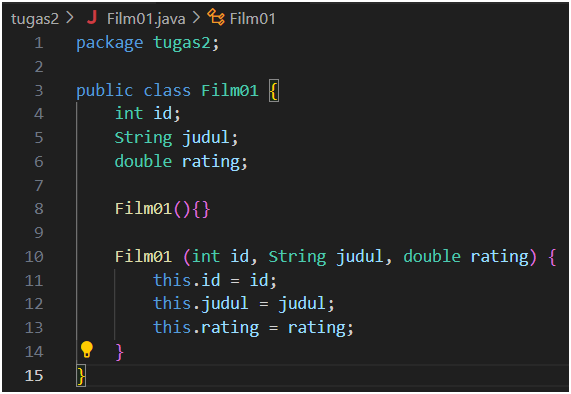 tugas2 > J Film01.java > Film01
1 package tugas2;
2
3 public class Film01 {
4     int id;
5     String judul;
6     double rating;
7
8     Film01(){}
9
10     Film01 (int id, String judul, double rating) {
11         this.id = id;
12         this.judul = judul;
13         this.rating = rating;
14     }
15 }